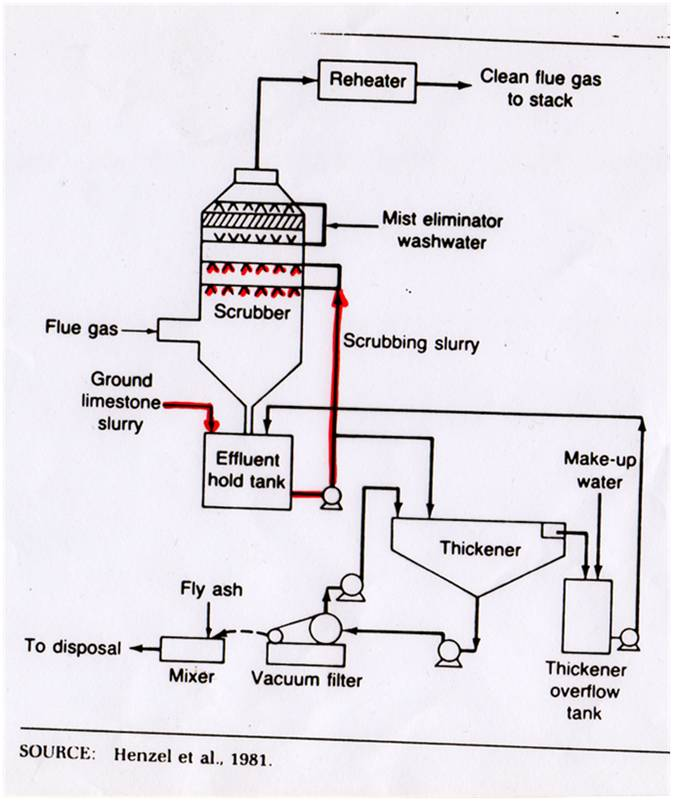 Reheater
Clean flue gas
to stack
Mist eliminator
washwater
Scrubber
Flue gas
Scrubbing slurry
Ground
limestone
slurry
Effluent
hold tank
Make-up
water
Thickener
Fly ash
To disposal
Mixer
Vacuum filter
Thickener
overflow
tank
SOURCE: Henzel et al., 1981.